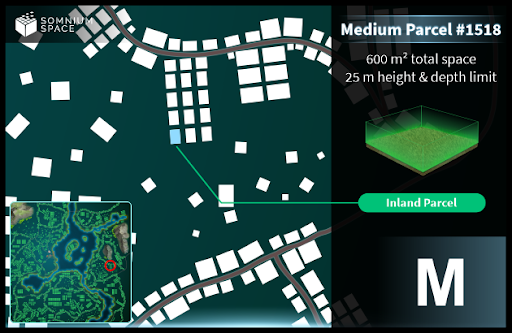 SOMNIUM
SPACE
Medium Parcel #1518
600 m² total space
25 m height & depth limit
Inland Parcel
M